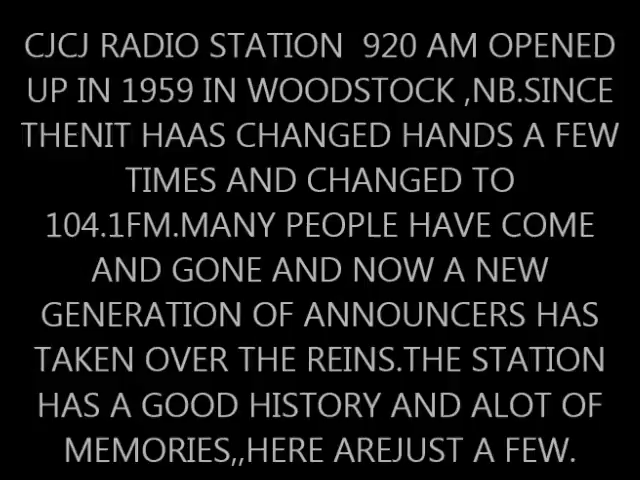 CJCJ RADIO STATION  920 AM OPENED
UP IN 1959 IN WOODSTOCK ,NB.SINCE
THENIT HAAS CHANGED HANDS A FEW
TIMES AND CHANGED TO
104.1FM.MANY PEOPLE HAVE COME
AND GONE AND NOW A NEW
GENERATION OF ANNOUNCERS HAS
TAKEN OVER THE REINS.THE STATION
HAS A GOOD HISTORY AND ALOT OF
MEMORIES,,HERE AREJUST A FEW.